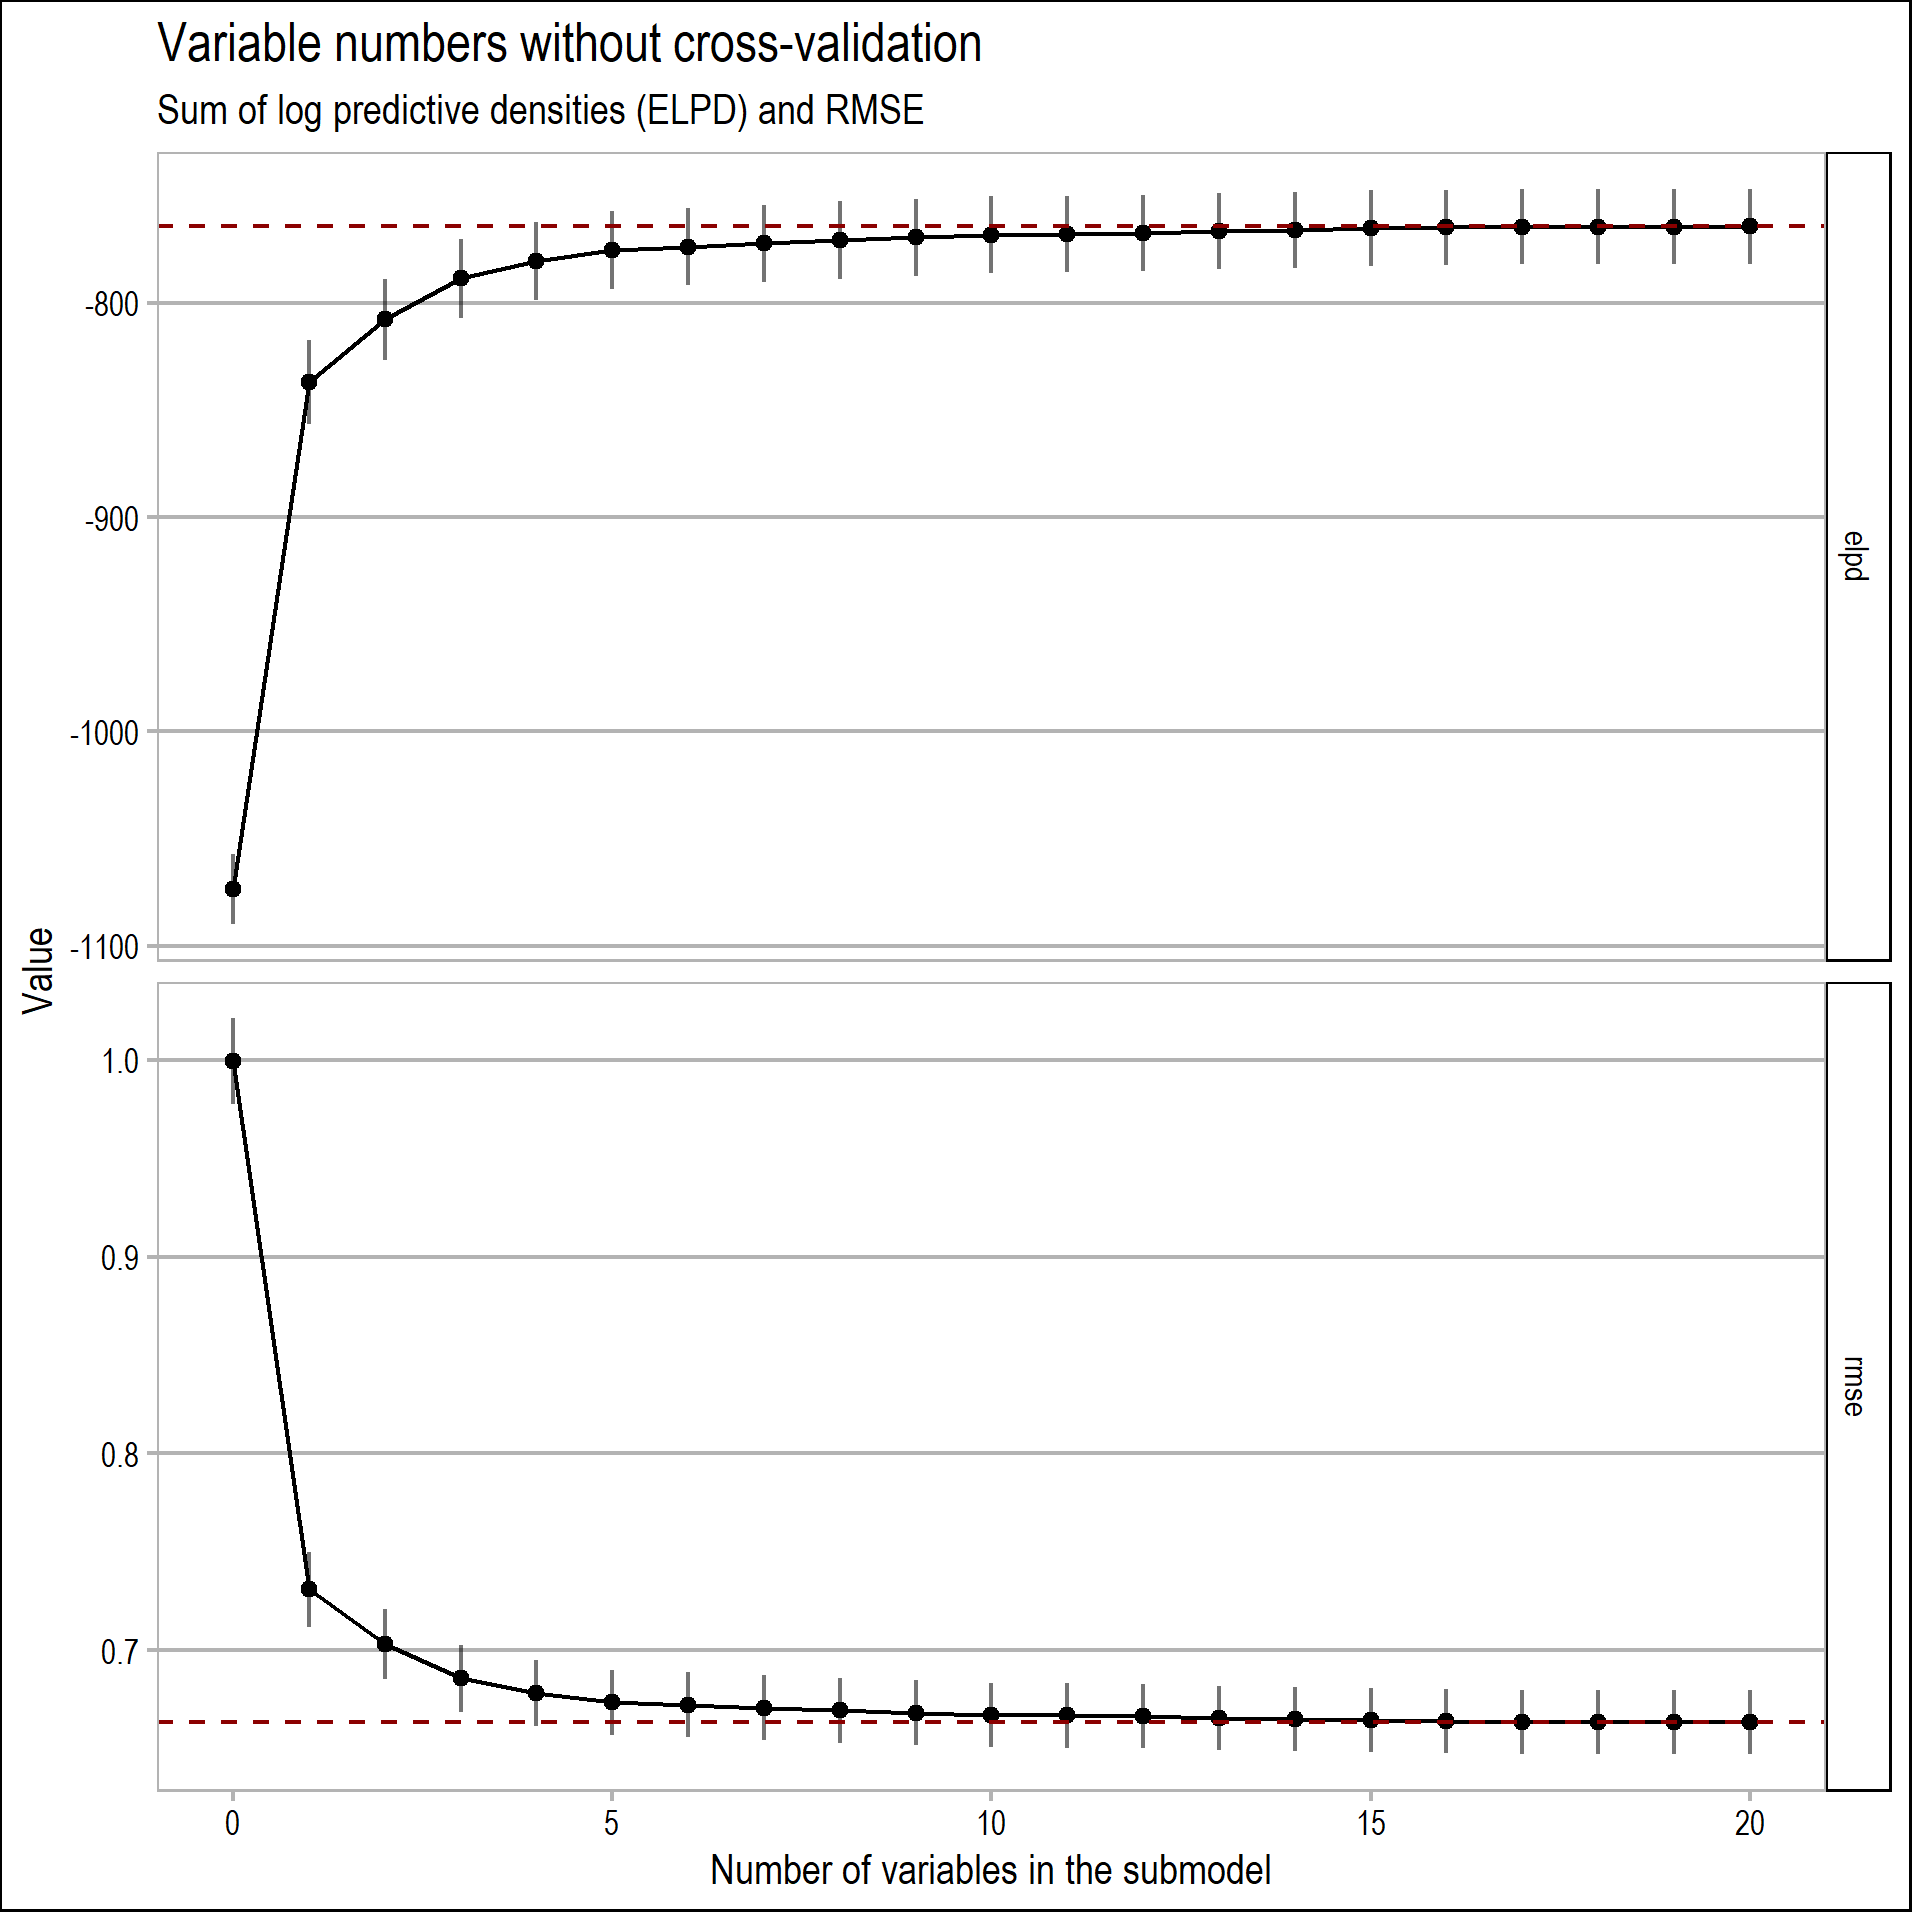 Variable numbers without cross-validation
Sum of log predictive densities (ELPD) and RMSE
-800
-900
-1000
-1100
elpd
Value
1.0
0.9
0.8
0.7
rmse
0 5 10 15 20
Number of variables in the submodel